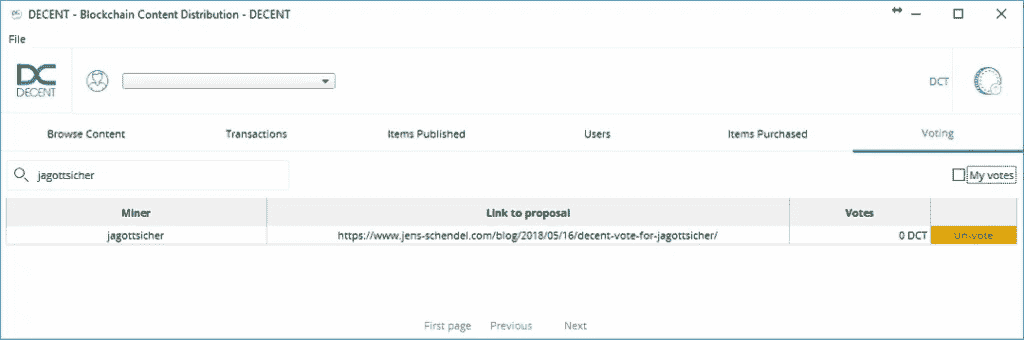 DECENT - Blockchain Content Distribution - DECENT
File
DC
DECENT
DCT
Browse Content Transactions Items Published Users Items Purchased Voting
jagottsicher My votes
Miner Link to proposal Votes
jagottsicher https://www.jens-schendel.com/blog/2018/05/16/decent-vote-for-jagottsicher/ 0 DCT Un-vote
First page Previous Next